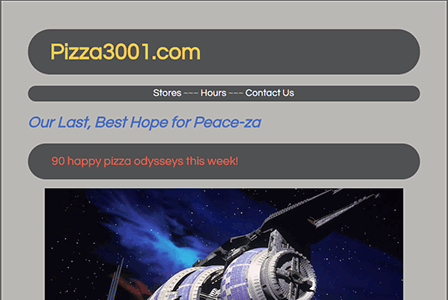 Pizza3001.com
Stores ~~~ Hours ~~~ Contact Us
Our Last, Best Hope for Peace-za
90 happy pizza odysseys this week!